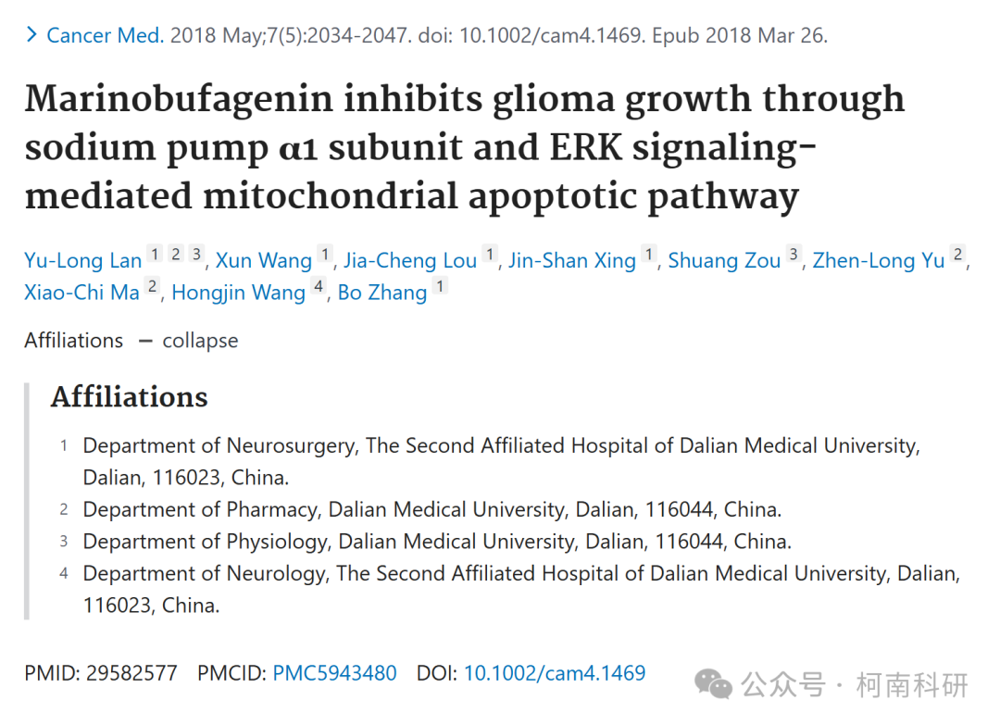 Cancer Med. 2018 May;7(5):2034-2047. doi: 10.1002/cam4.1469. Epub 2018 Mar 26.
Marinobufagenin inhibits glioma growth through
sodium pump α1 subunit and ERK signaling-
mediated mitochondrial apoptotic pathway
Yu-Long Lan 1 2 3, Xun Wang 1, Jia-Cheng Lou 1, Jin-Shan Xing 1, Shuang Zou 3, Zhen-Long Yu 2,
Xiao-Chi Ma 2, Hongjin Wang 4, Bo Zhang 1
Affiliations — collapse
Affiliations
1 Department of Neurosurgery, The Second Affiliated Hospital of Dalian Medical University,
Dalian, 116023, China.
2 Department of Pharmacy, Dalian Medical University, Dalian, 116044, China.
3 Department of Physiology, Dalian Medical University, Dalian, 116044, China.
4 Department of Neurology, The Second Affiliated Hospital of Dalian Medical University, Dalian,
116023, China.
PMID: 29582577 PMCID: PMC5943480 DOI: 10.1002/cam4.1469
公众号 · 柯南科研